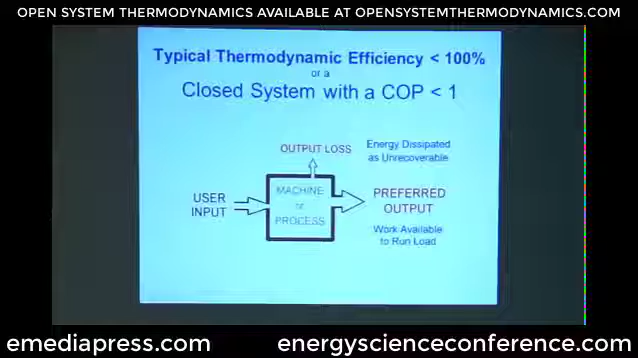 OPEN SYSTEM THERMODYNAMICS AVAILABLE AT OPENSYSTEMTHERMODYNAMICS.COM
Typical Thermodynamic Efficiency < 100%
or a
Closed System with a COP < 1
OUTPUT LOSS
Energy Dissipated
as Unrecoverable
USER
INPUT
MACHINE
or
PROCESS
PREFERRED
OUTPUT
Work Available
to Run Load
emediapress.com
energyscienceconference.com